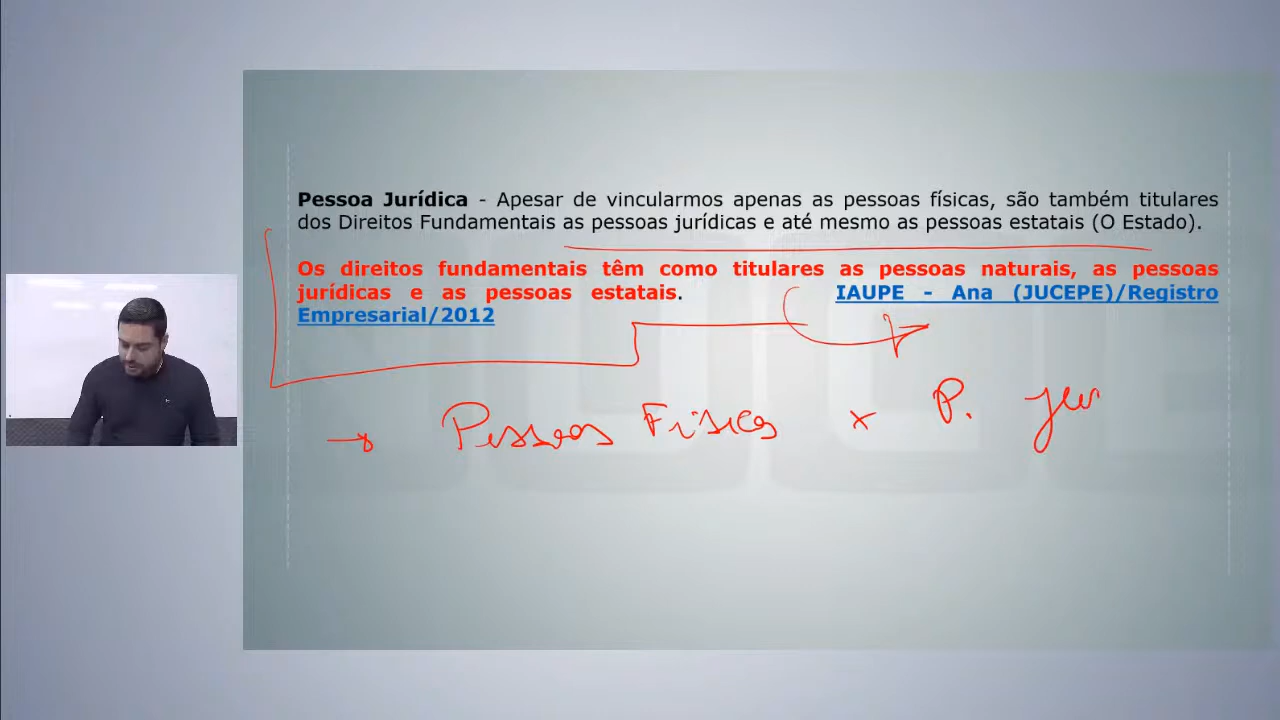 Pessoa Jurídica - Apesar de vincularmos apenas as pessoas físicas, são também titulares
dos Direitos Fundamentais as pessoas jurídicas e até mesmo as pessoas estatais (O Estado).
Os direitos fundamentais têm como titulares as pessoas naturais, as pessoas
jurídicas e as pessoas estatais. IAUPE - Ana (JUCEPE)/Registro
Empresarial/2012
→ Pessoas Físicas x P. Jur